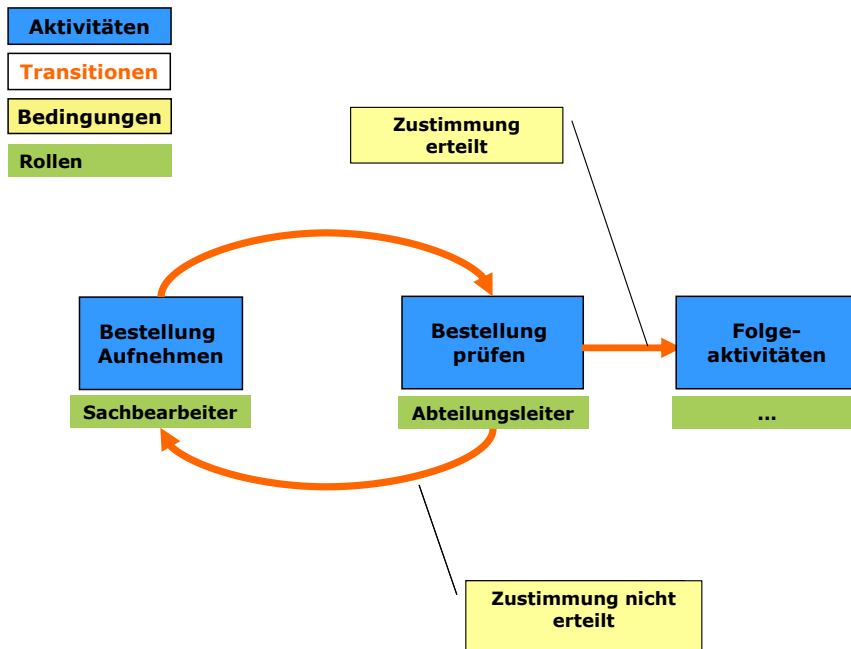 Aktivitäten
Transitionen
Bedingungen
Rollen
Zustimmung
erteilt
Bestellung
Aufnehmen
Sachbearbeiter
Bestellung
prüfen
Abteilungsleiter
Folge-
aktivitäten
...
Zustimmung nicht
erteilt